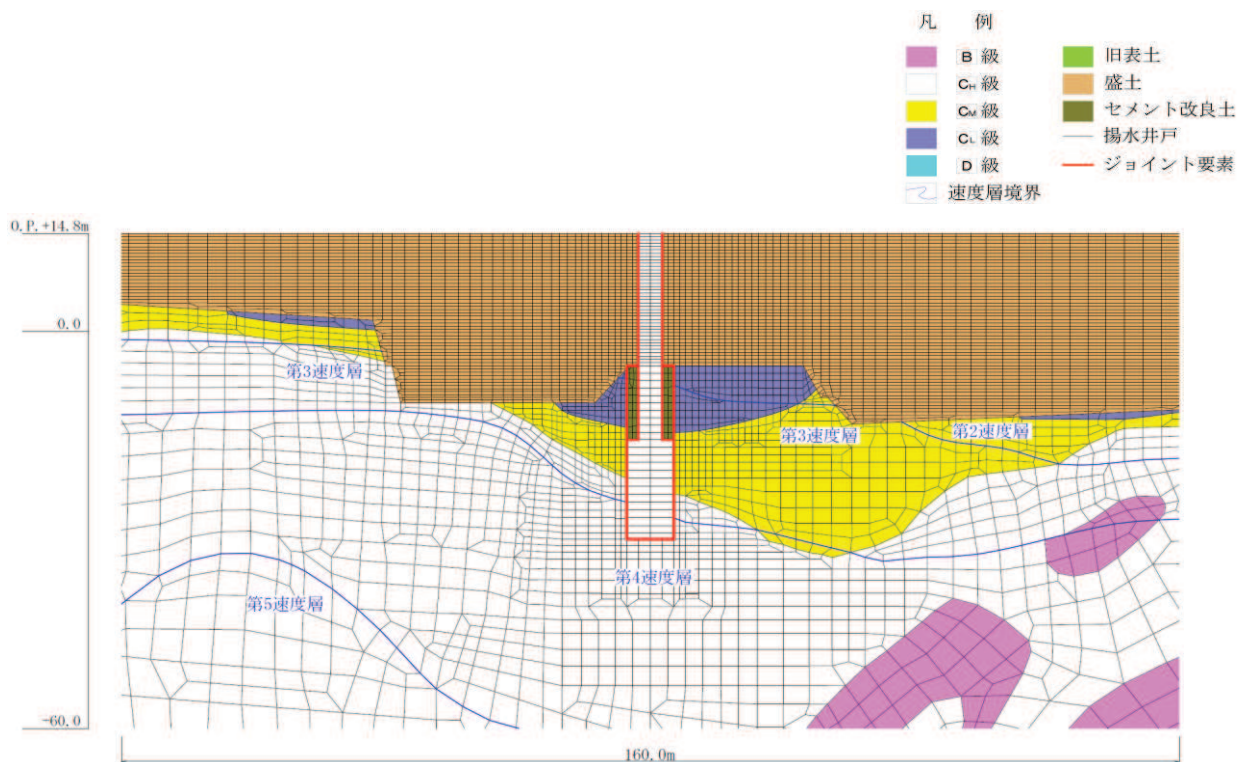 凡 例
B 級
CH 級
CM 級
CL 級
D 級
速度層境界
旧表土
盛土
セメント改良土
揚水井戸
ジョイント要素
O.P.+14.8m
0.0
-60.0
第3速度層
第3速度層
第2速度層
第4速度層
第5速度層
160.0m